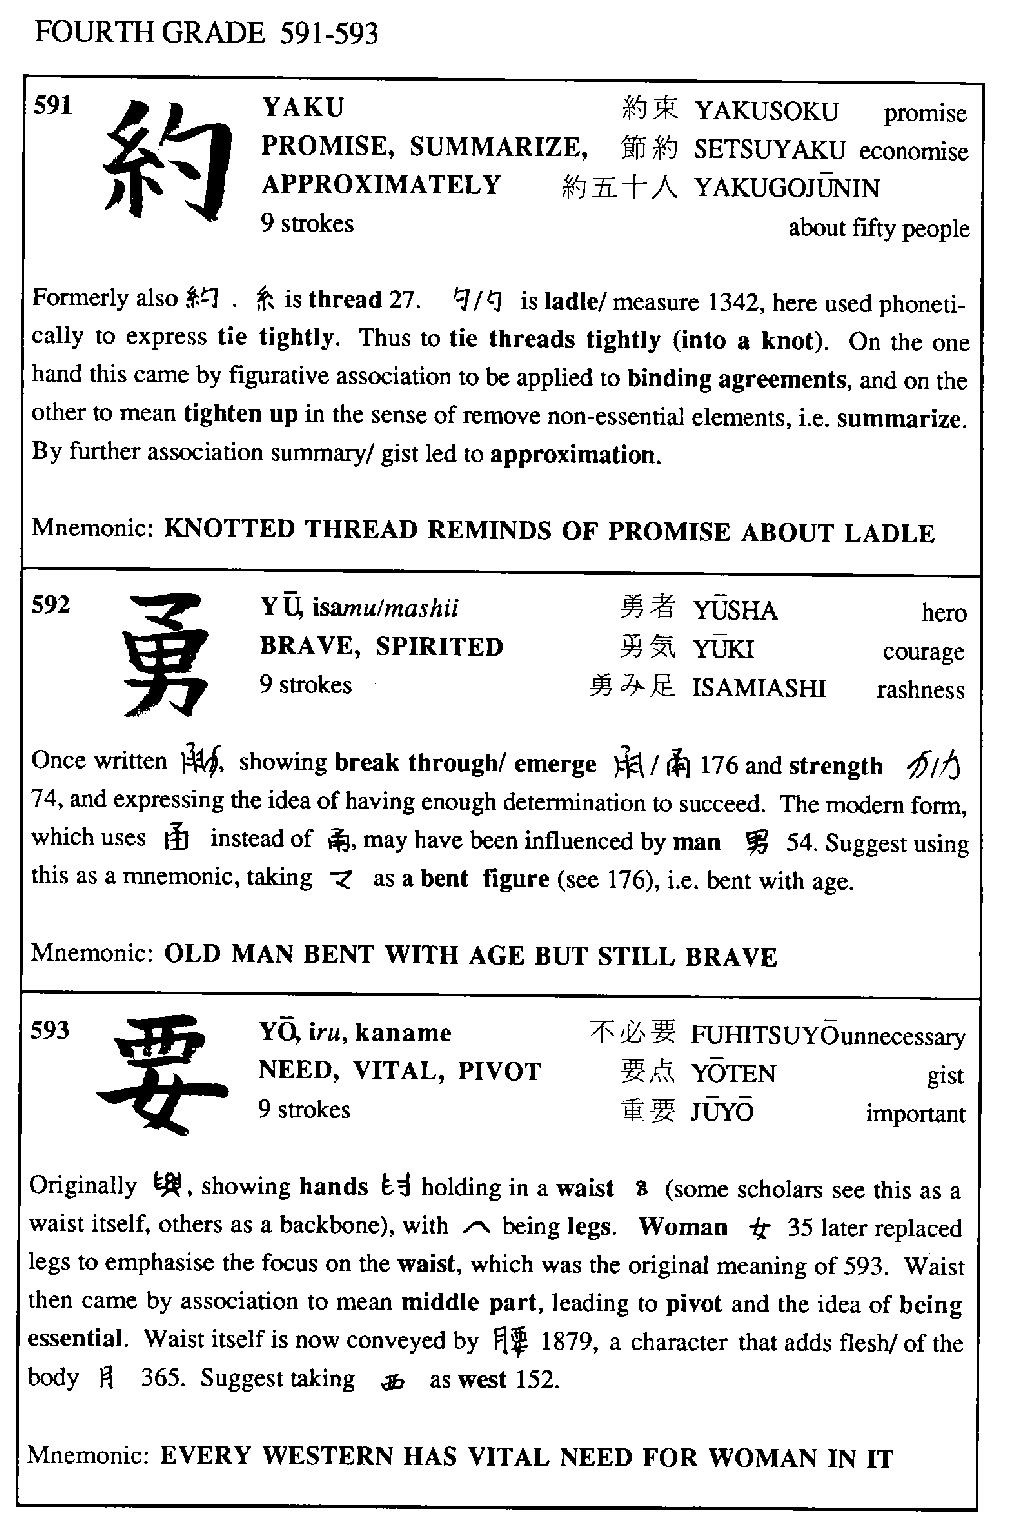 FOURTH GRADE 591-593
591 約 YAKU 約束 YAKUSOKU promise
PROMISE, SUMMARIZE, 節約 SETSUYAKU economise
APPROXIMATELY 約五十人 YAKUGOJŪNIN
9 strokes about fifty people
Formerly also . 糸 is thread 27. 勺 is ladle/ measure 1342, here used phoneti-
cally to express tie tightly. Thus to tie threads tightly (into a knot). On the one
hand this came by figurative association to be applied to binding agreements, and on the
other to mean tighten up in the sense of remove non-essential elements, i.e. summarize.
By further association summary/ gist led to approximation.
Mnemonic: KNOTTED THREAD REMINDS OF PROMISE ABOUT LADLE
592 勇 YŪ, isamu/mashii 勇者 YŪSHA hero
BRAVE, SPIRITED 勇気 YŪKI courage
9 strokes 勇み足 ISAMIASHI rashness
Once written , showing break through/ emerge / 甬 176 and strength /力
74, and expressing the idea of having enough determination to succeed. The modern form,
which uses instead of 甬, may have been influenced by man 男 54. Suggest using
this as a mnemonic, taking マ as a bent figure (see 176), i.e. bent with age.
Mnemonic: OLD MAN BENT WITH AGE BUT STILL BRAVE
593 要 YŌ, iru, kaname 不必要 FUHITSUYŌ unnecessary
NEED, VITAL, PIVOT 要点 YŌTEN gist
9 strokes 重要 JŪYŌ important
Originally , showing hands holding in a waist (some scholars see this as a
waist itself, others as a backbone), with being legs. Woman 女 35 later replaced
legs to emphasise the focus on the waist, which was the original meaning of 593. Waist
then came by association to mean middle part, leading to pivot and the idea of being
essential. Waist itself is now conveyed by 腰 1879, a character that adds flesh/ of the
body 月 365. Suggest taking 西 as west 152.
Mnemonic: EVERY WESTERN HAS VITAL NEED FOR WOMAN IN IT